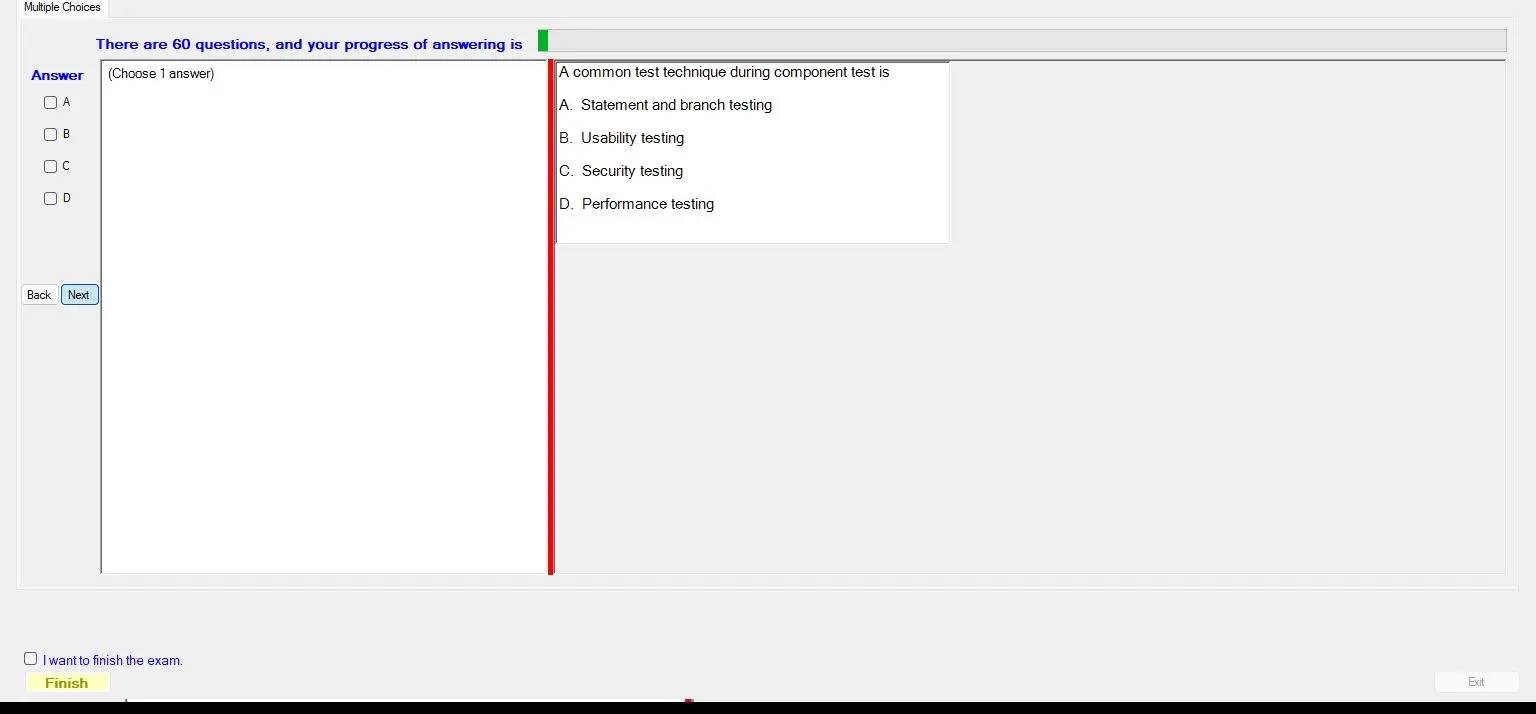 Multiple Choices
There are 60 questions, and your progress of answering is
Answer
(Choose 1 answer)
A
B
C
D
Back
Next
A common test technique during component test is
A. Statement and branch testing
B. Usability testing
C. Security testing
D. Performance testing
I want to finish the exam.
Finish
Exit